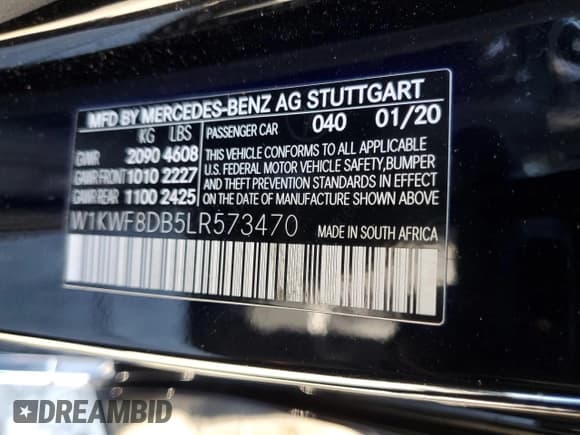 MFD BY MERCEDES-BENZ AG STUTTGART
KG LBS PASSENGER CAR 040 01/20
GVWR 2090 4608
GAWR FRONT 1010 2227
GAWR REAR 1100 2425
THIS VEHICLE CONFORMS TO ALL APPLICABLE
U.S. FEDERAL MOTOR VEHICLE SAFETY, BUMPER
AND THEFT PREVENTION STANDARDS IN EFFECT
ON THE DATE OF MANUFACTURE SHOWN ABOVE
W1KWF8DB5LR573470 MADE IN SOUTH AFRICA
DREAMBID